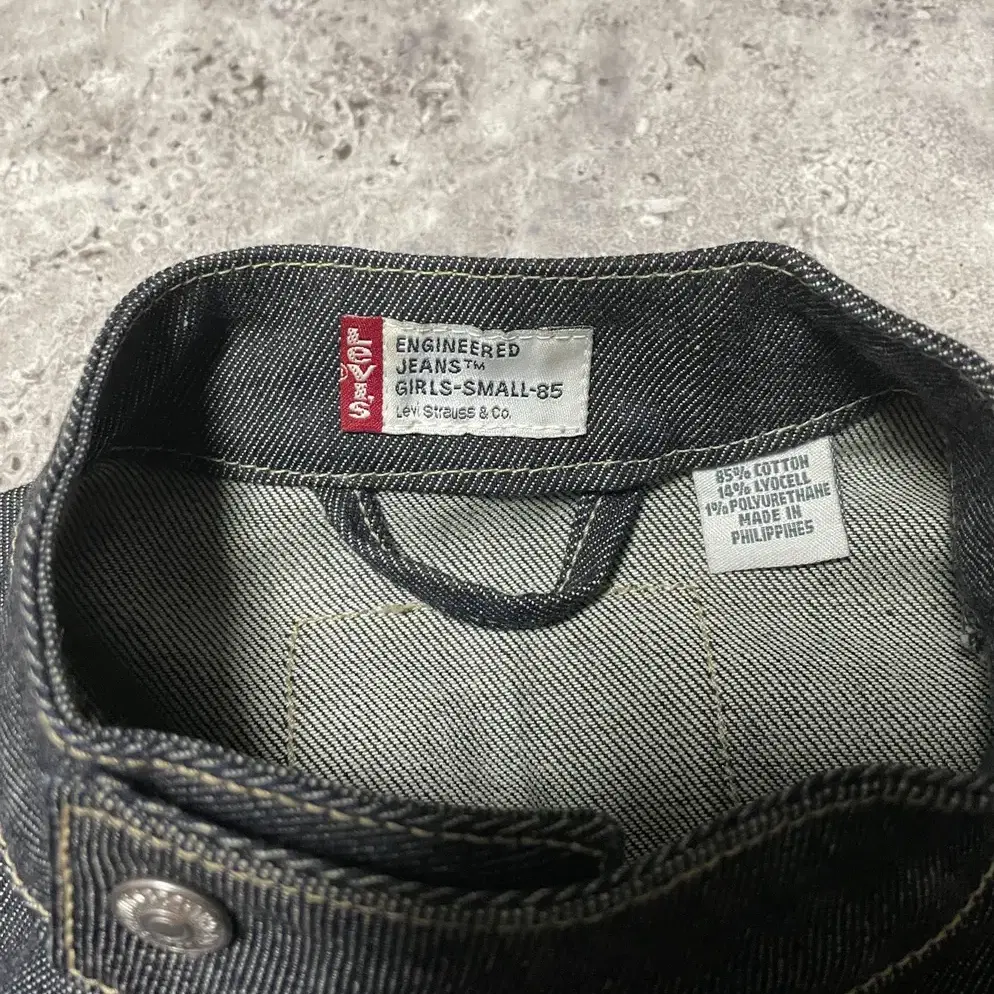 LEVI'S
ENGINEERED
JEANS™
GIRLS-SMALL-85
Levi Strauss & Co.
85% COTTON
14% LYOCELL
1% POLYURETHANE
MADE IN
PHILIPPINES